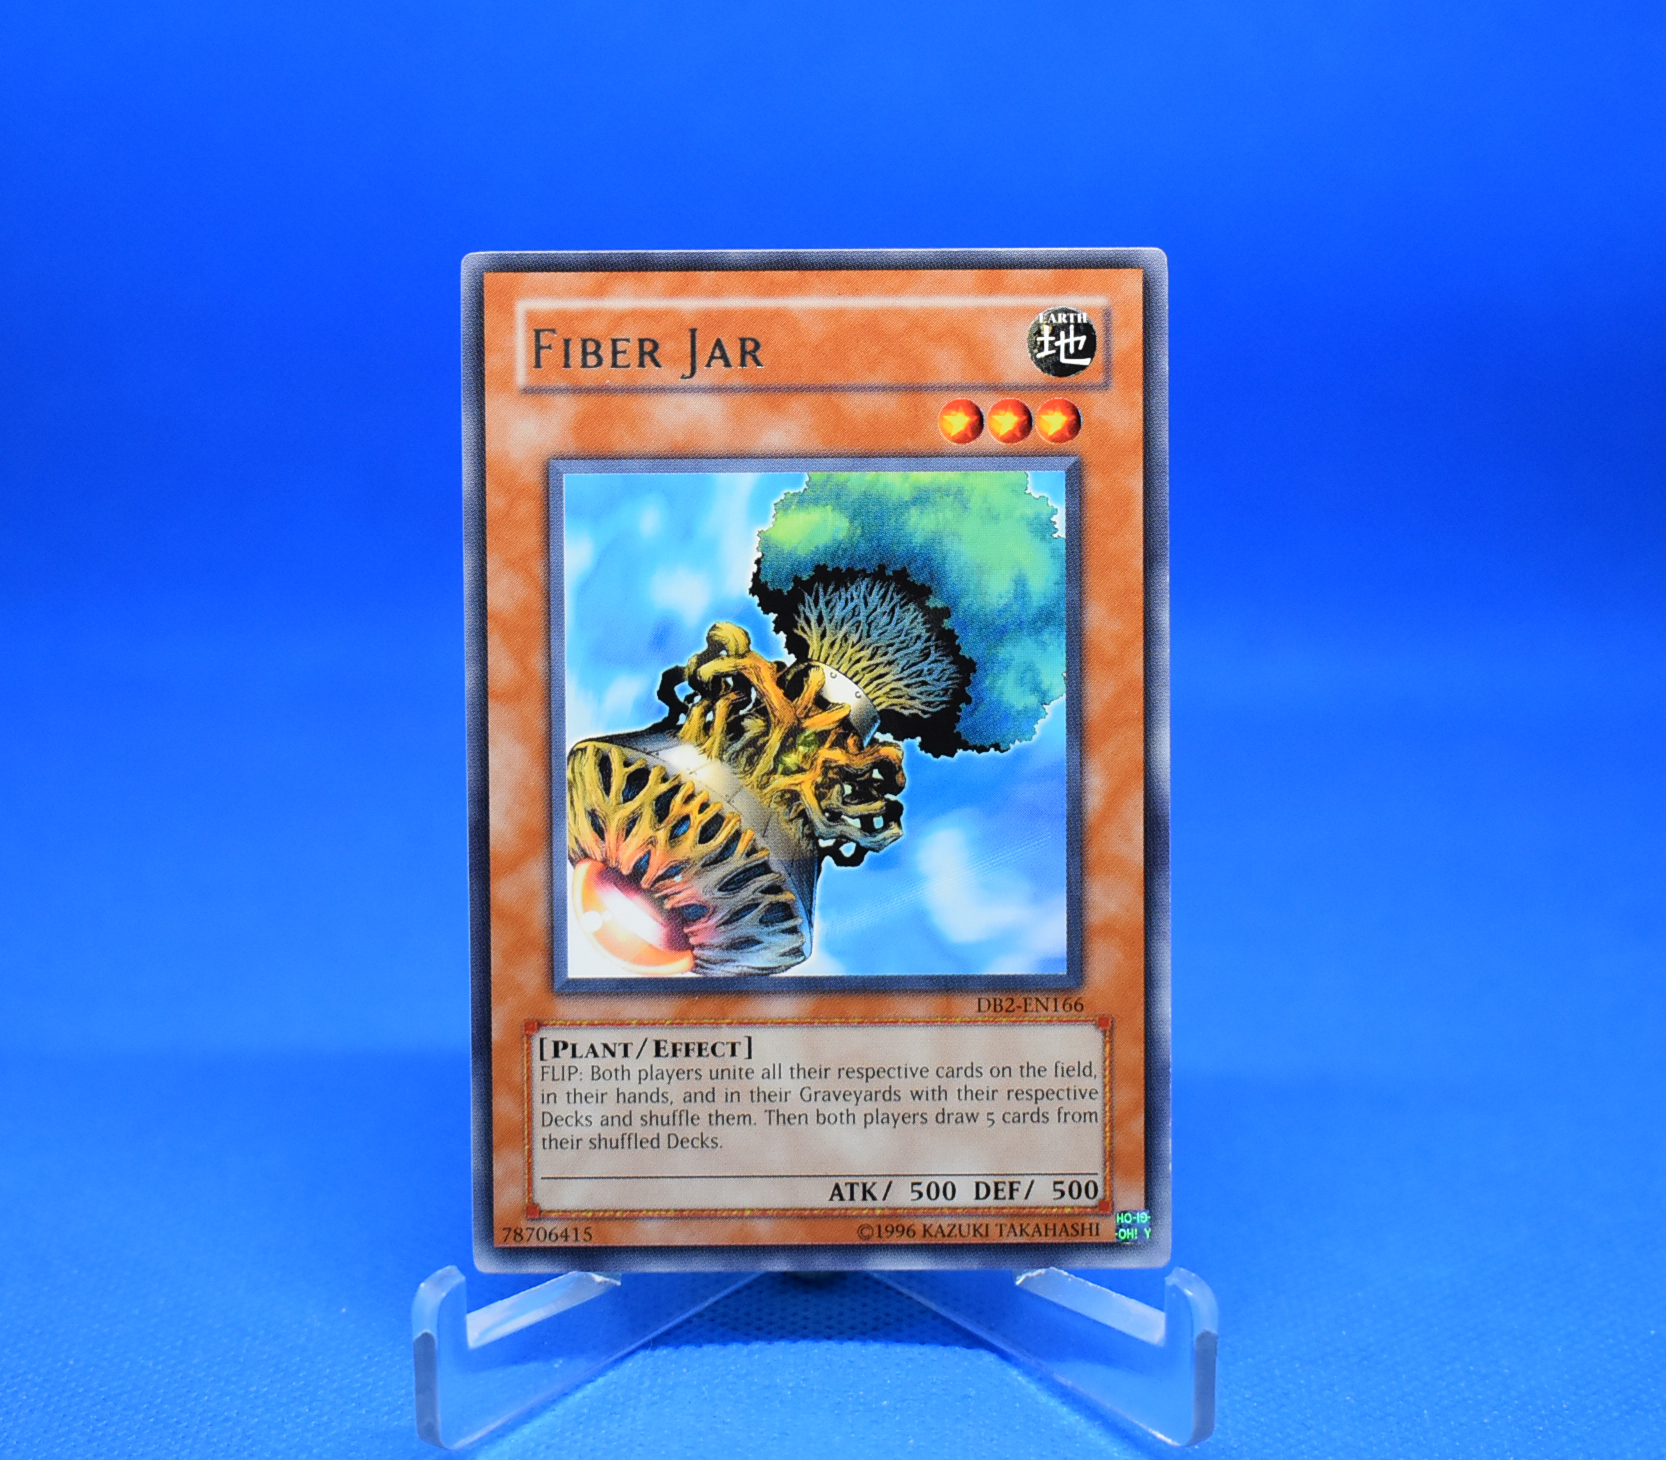 FIBER JAR
EARTH
地
DB2-EN166
[PLANT/EFFECT]
FLIP: Both players unite all their respective cards on the field,
in their hands, and in their Graveyards with their respective
Decks and shuffle them. Then both players draw 5 cards from
their shuffled Decks.
ATK/ 500 DEF/ 500
78706415
©1996 KAZUKI TAKAHASHI